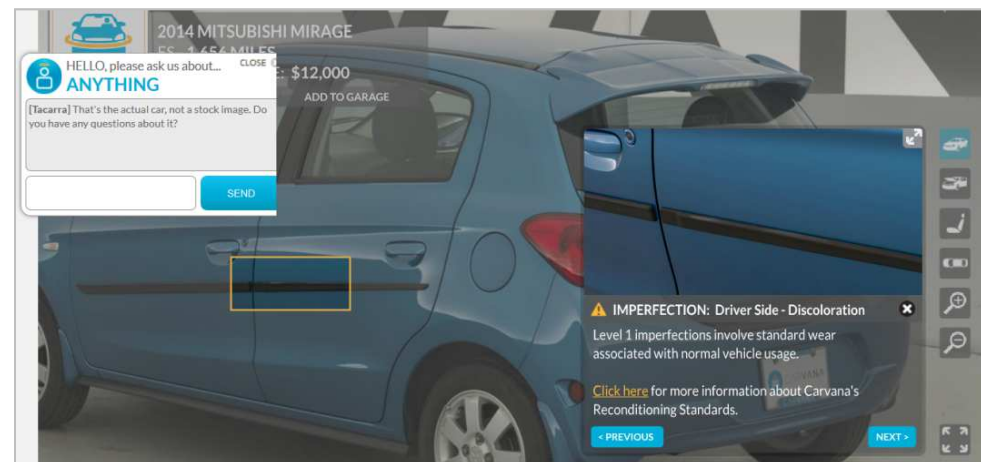 2014 MITSUBISHI MIRAGE
ES 1,656 MILES
HELLO, please ask us about...
CLOSE
ANYTHING
$12,000
ADD TO GARAGE
[Tacarra] That's the actual car, not a stock image. Do
you have any questions about it?
SEND
IMPERFECTION: Driver Side - Discoloration
Level 1 imperfections involve standard wear
associated with normal vehicle usage.
Click here for more information about Carvana's
Reconditioning Standards.
< PREVIOUS
NEXT >
CARVANA